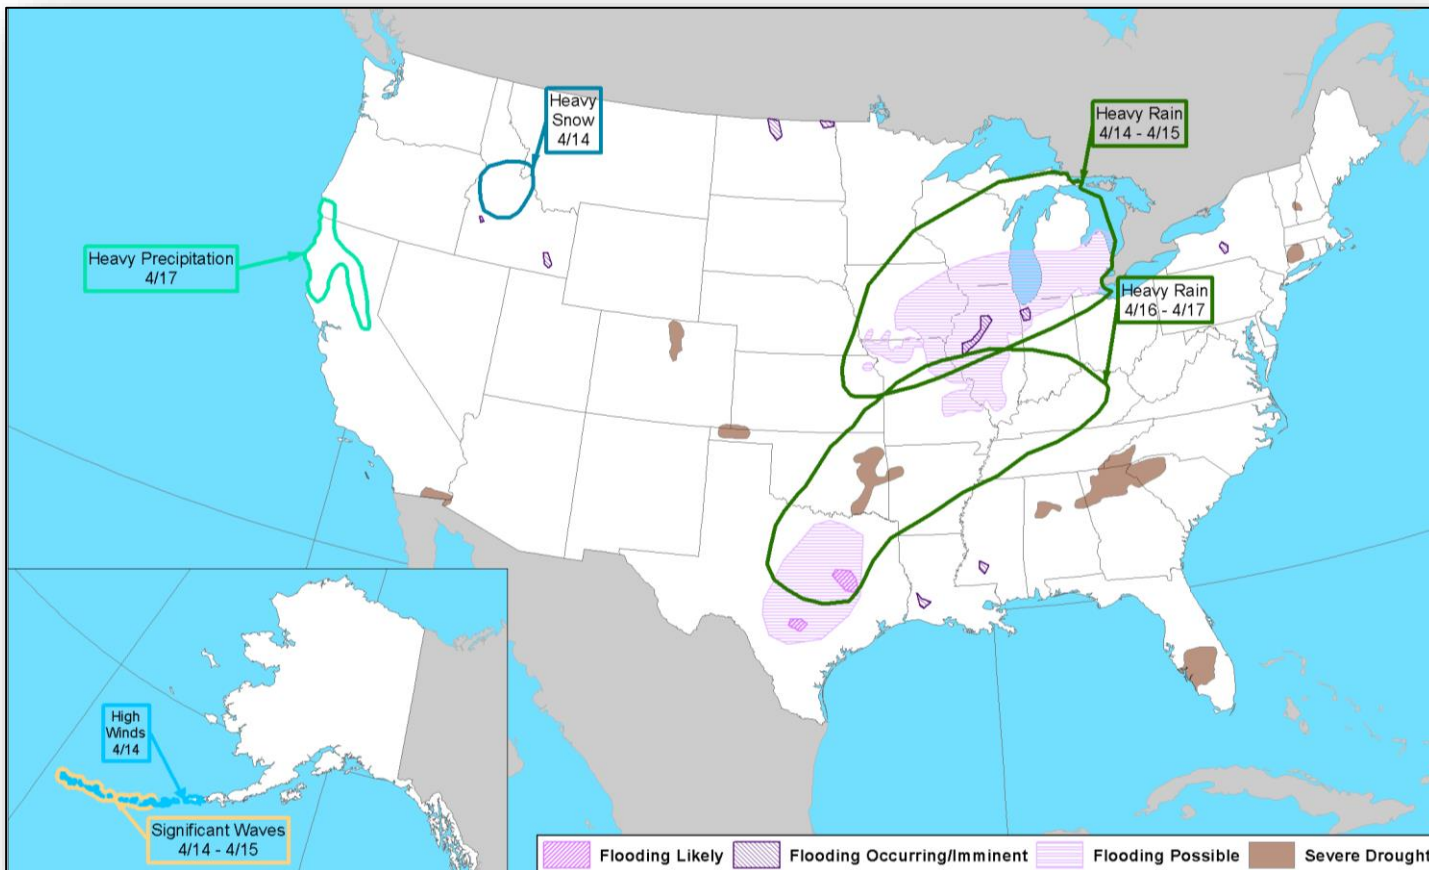 Heavy
Snow
4/14
Heavy Rain
4/14 - 4/15
Heavy Precipitation
4/17
Heavy Rain
4/16 - 4/17
High
Winds
4/14
Significant Waves
4/14 - 4/15
Flooding Likely
Flooding Occurring/Imminent
Flooding Possible
Severe Drought